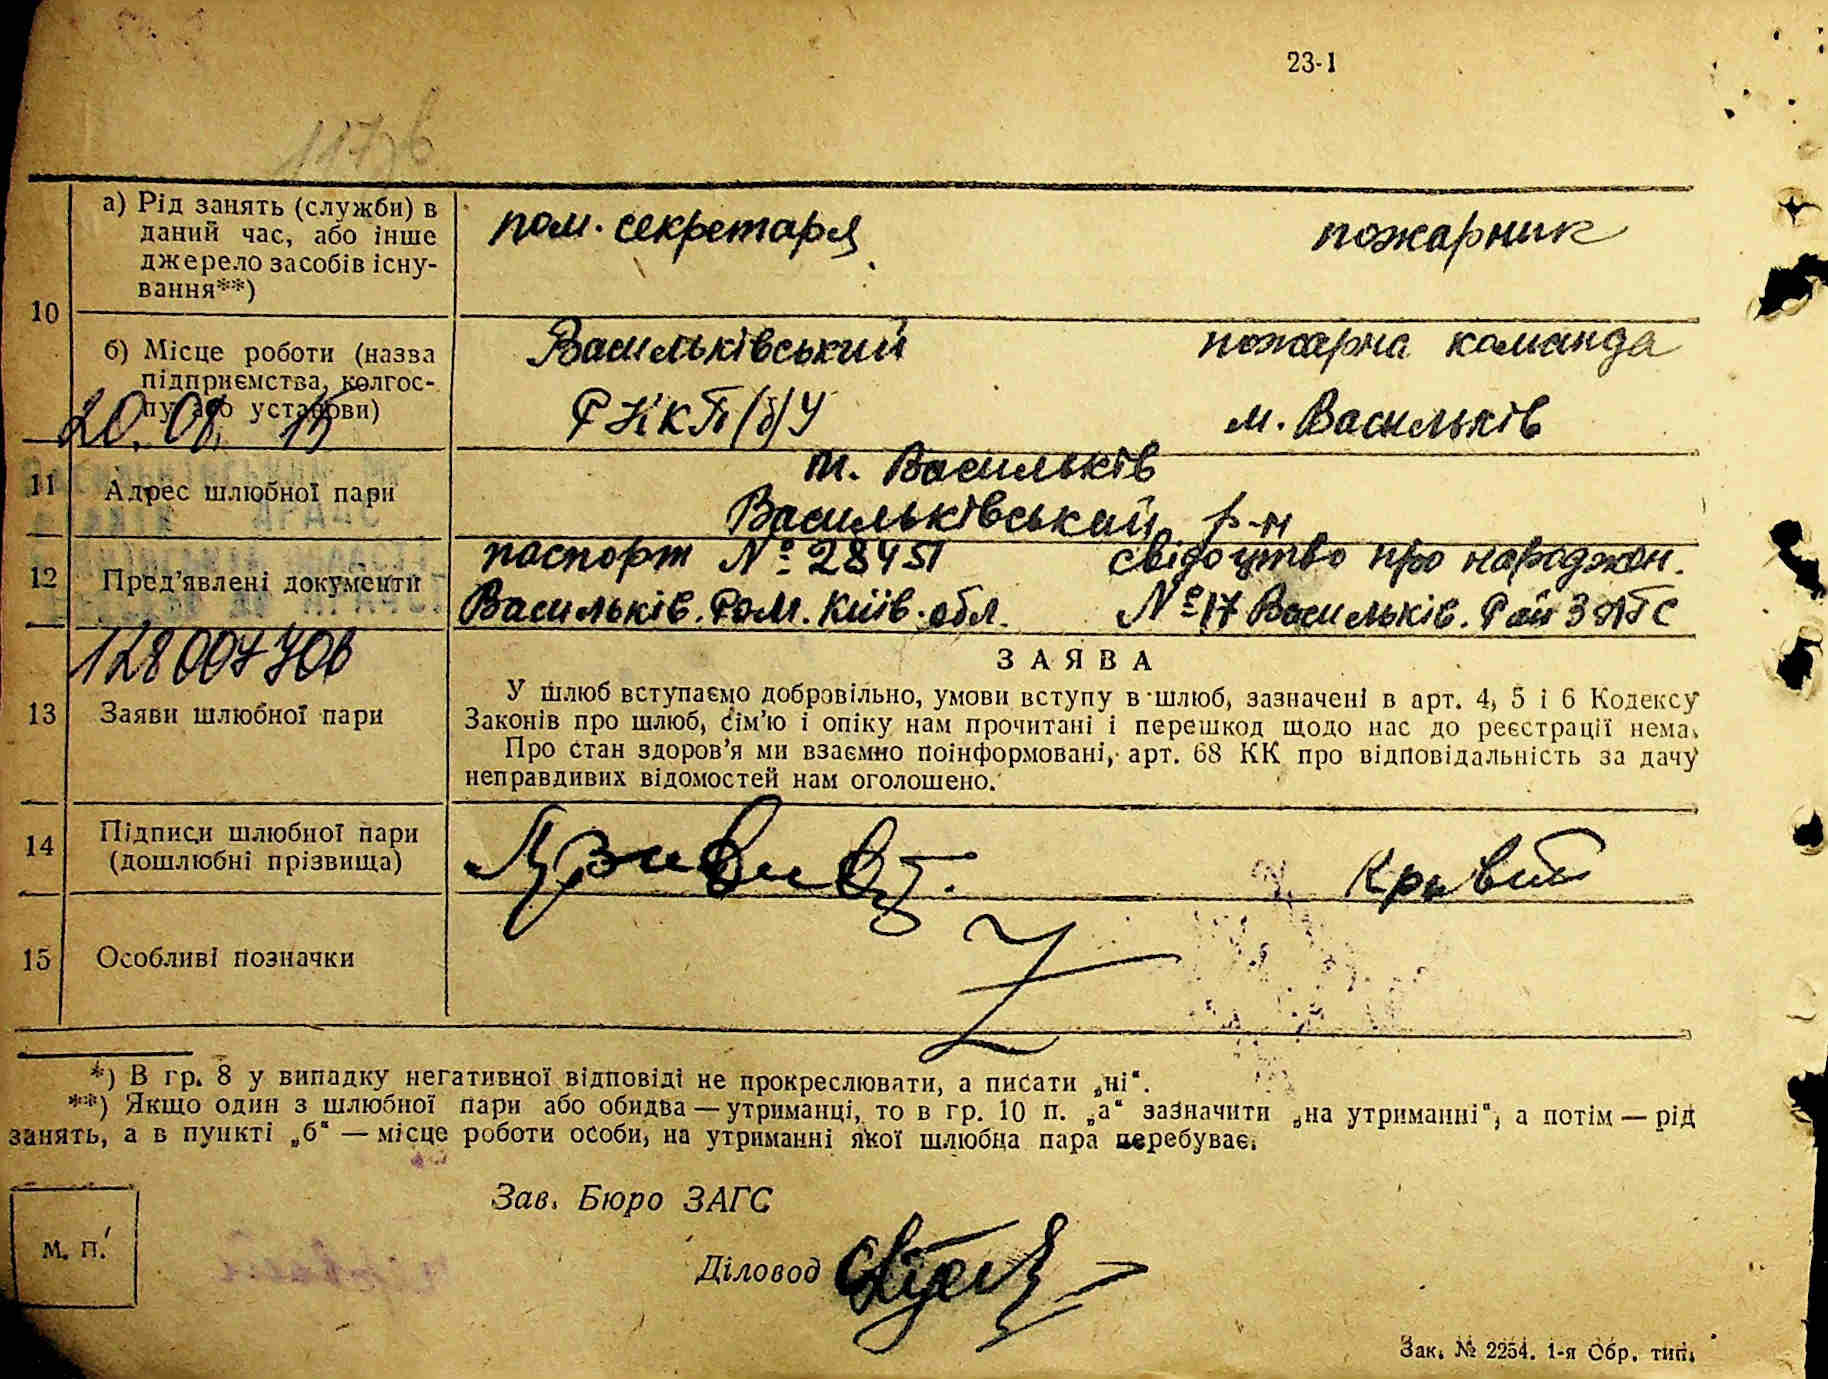 23-1
а) Рід занять (служби) в
даний час, або інше
джерело засобів існу-
вання**)
пом. секретаря
пожарник
10
б) Місце роботи (назва
підприємства, колгос-
пу або установи)
Васильківський
РКП(б)У
пожарна команда
м. Васильків
20.08. 75
11
Адрес шлюбної пари
м. Васильків
Васильківський р-н
12
Пред’явлені документи
паспорт № 28451
Васильків. Р.О.М. Київ. обл.
свідоцтво про народжен.
№ 17 Васильків. Рай ЗАГС
13
Заяви шлюбної пари
ЗАЯВА
У шлюб вступаємо добровільно, умови вступу в шлюб, зазначені в арт. 4, 5 і 6 Кодексу
Законів про шлюб, сім’ю і опіку нам прочитані і перешкод щодо нас до реєстрації нема.
Про стан здоров’я ми взаємно поінформовані, арт. 68 КК про відповідальність за дачу
неправдивих відомостей нам оголошено.
14
Підписи шлюбної пари
(дошлюбні прізвища)
15
Особливі позначки
*) В гр. 8 у випадку негативної відповіді не прокреслювати, а писати „ні“.
**) Якщо один з шлюбної пари або обидва — утриманці, то в гр. 10 п. „а“ зазначити „на утриманні“, а потім — рід
занять, а в пункті „б“ — місце роботи особи, на утриманні якої шлюбна пара перебуває.
Зав. Бюро ЗАГС
М. П.
Діловод
Зак. № 2254. 1-я Обр. тип.